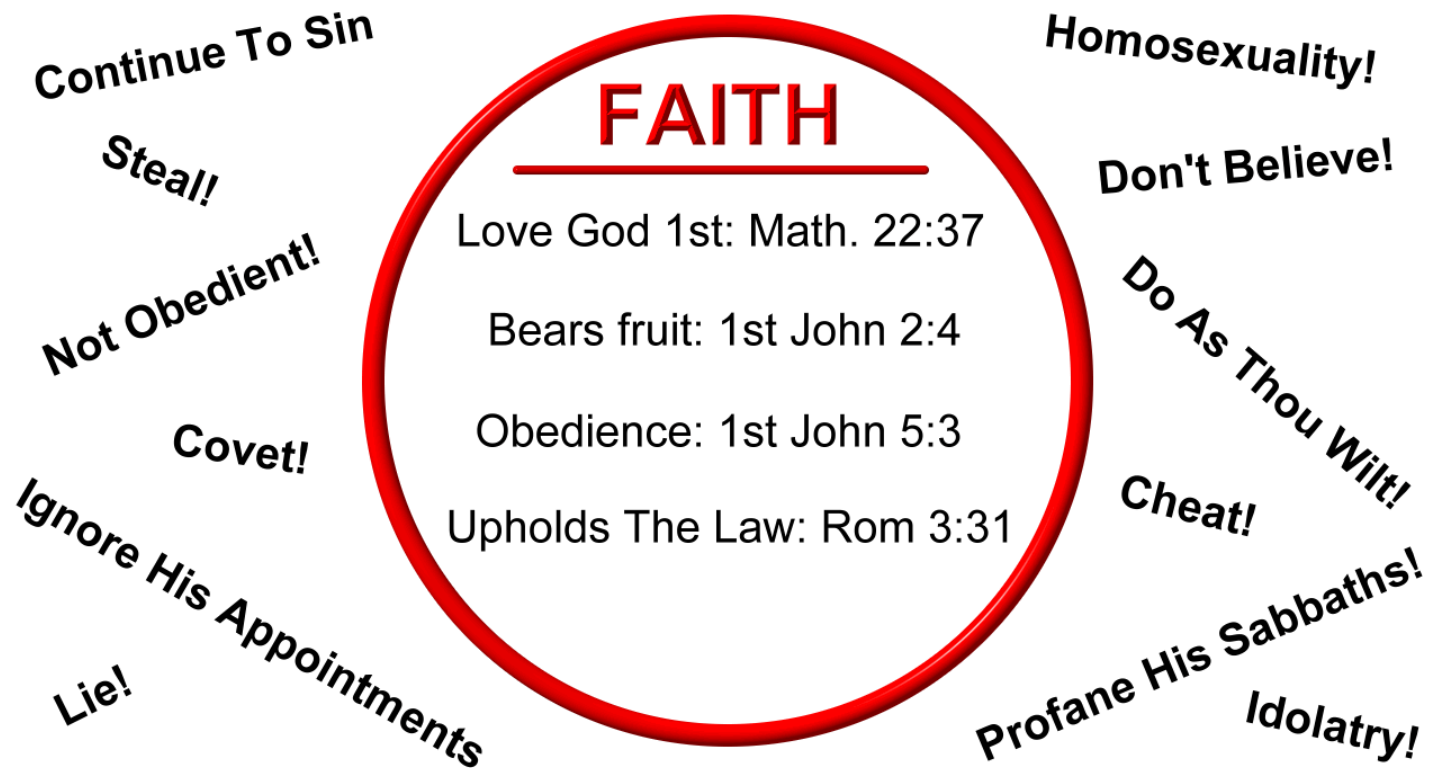 Continue To Sin
Steal!
Not Obedient!
Covet!
Ignore His Appointments
Lie!
FAITH
Love God 1st: Math. 22:37
Bears fruit: 1st John 2:4
Obedience: 1st John 5:3
Upholds The Law: Rom 3:31
Homosexuality!
Don't Believe!
Do As Thou Wilt!
Cheat!
Profane His Sabbaths!
Idolatry!